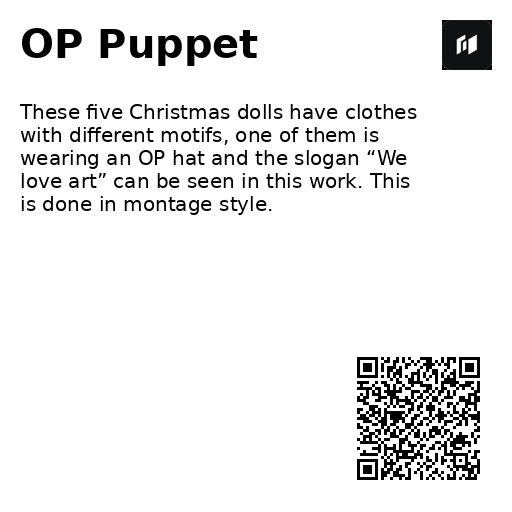 OP Puppet
These five Christmas dolls have clothes
with different motifs, one of them is
wearing an OP hat and the slogan “We
love art” can be seen in this work. This
is done in montage style.